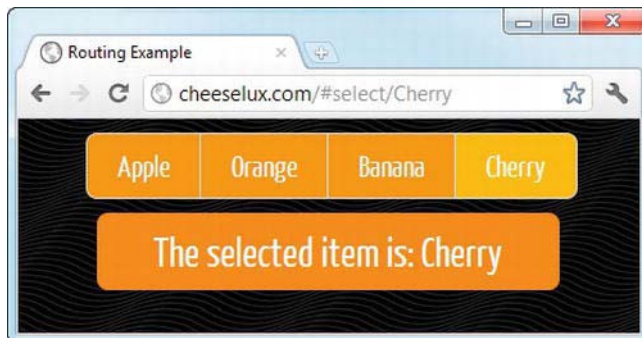 Routing Example
cheeselux.com/#select/Cherry
Apple Orange Banana Cherry
The selected item is: Cherry